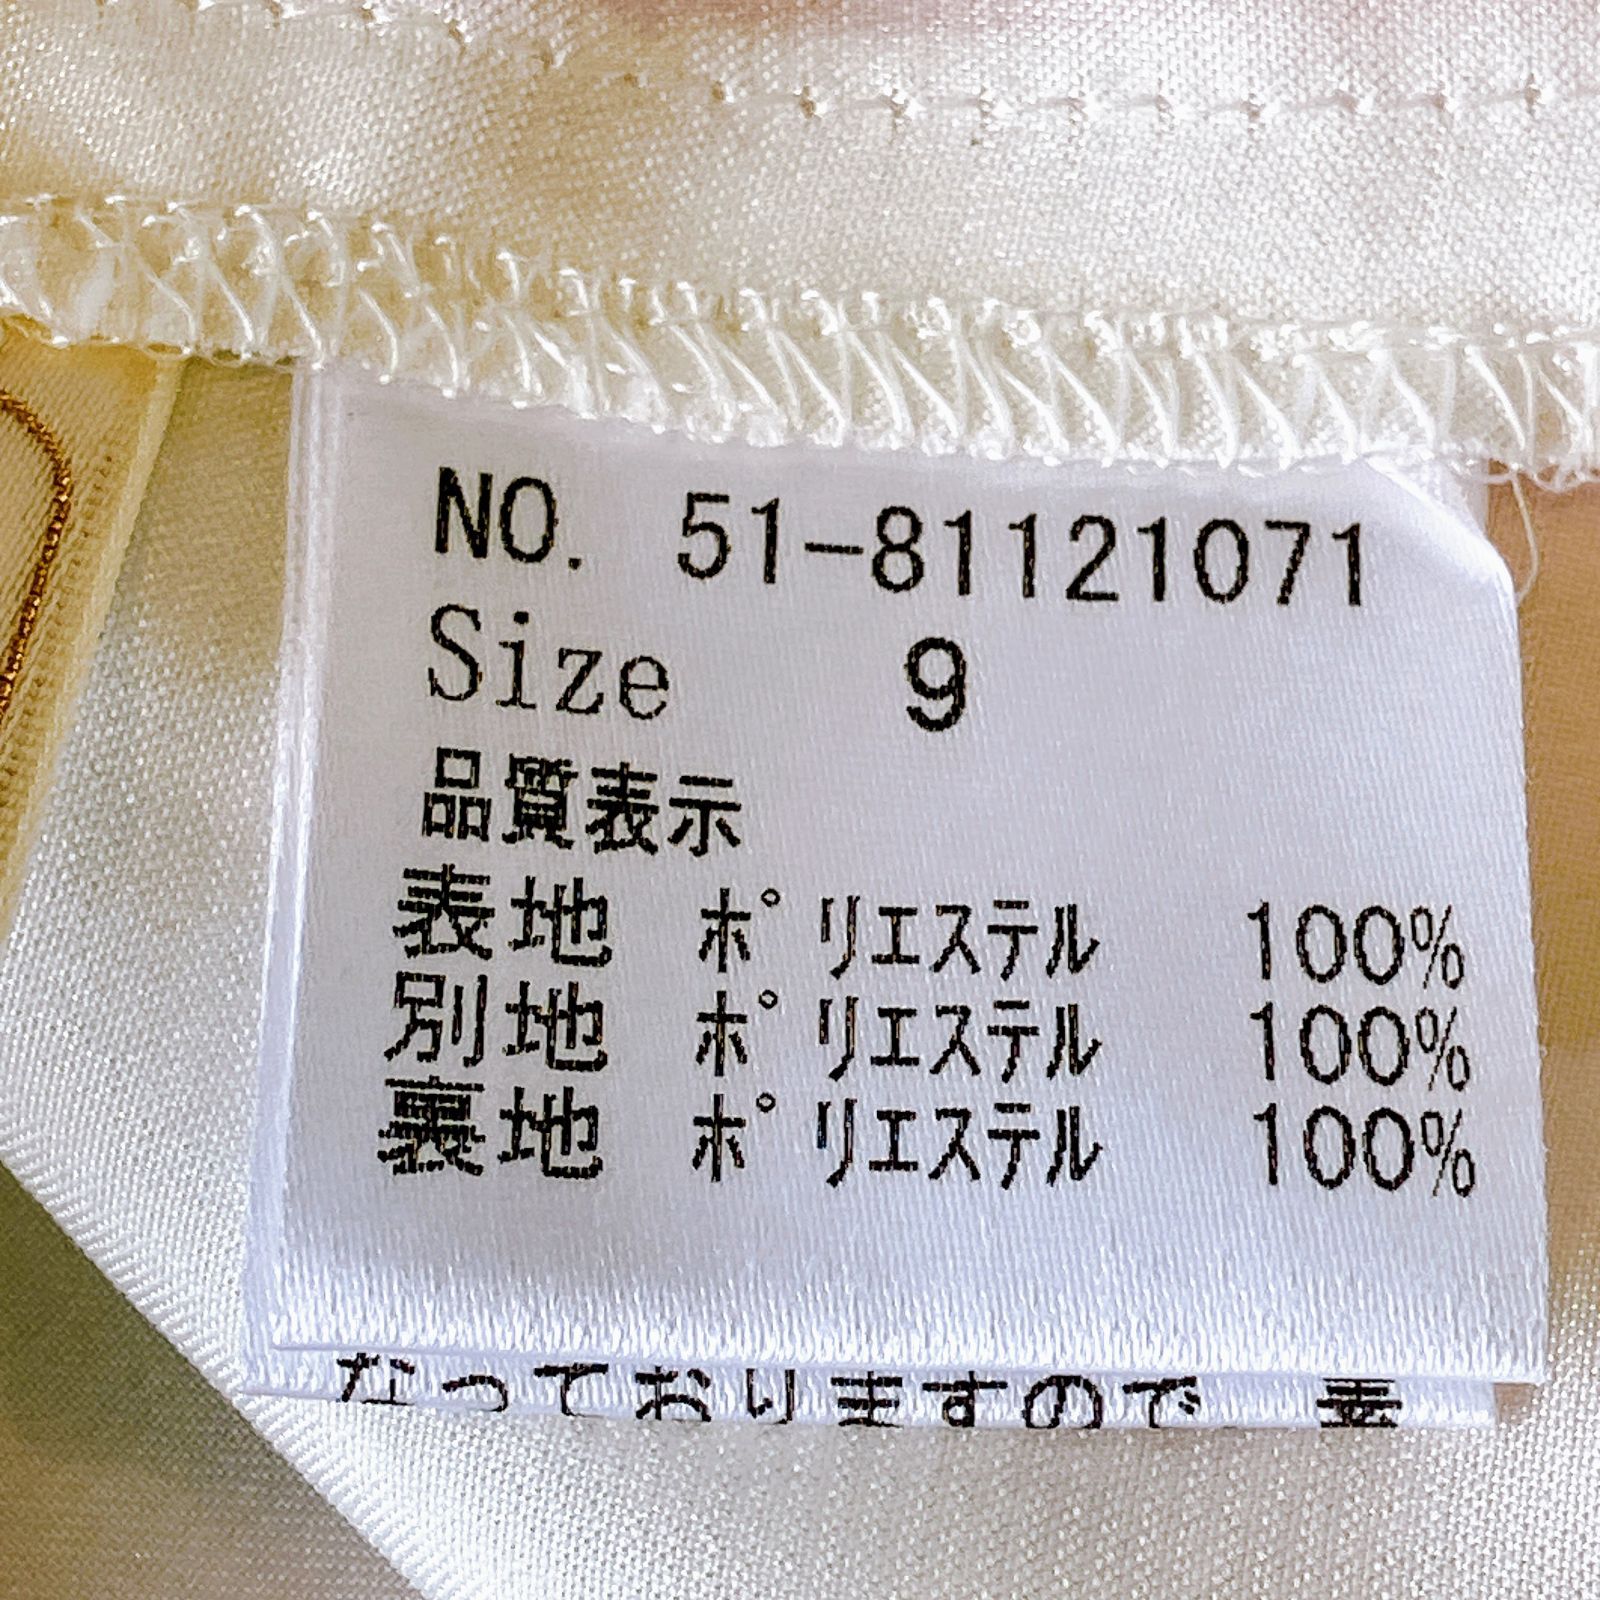 NO. 51-81121071
Size 9
品質表示
表地 ポリエステル 100%
別地 ポリエステル 100%
裏地 ポリエステル 100%
なっておりますので